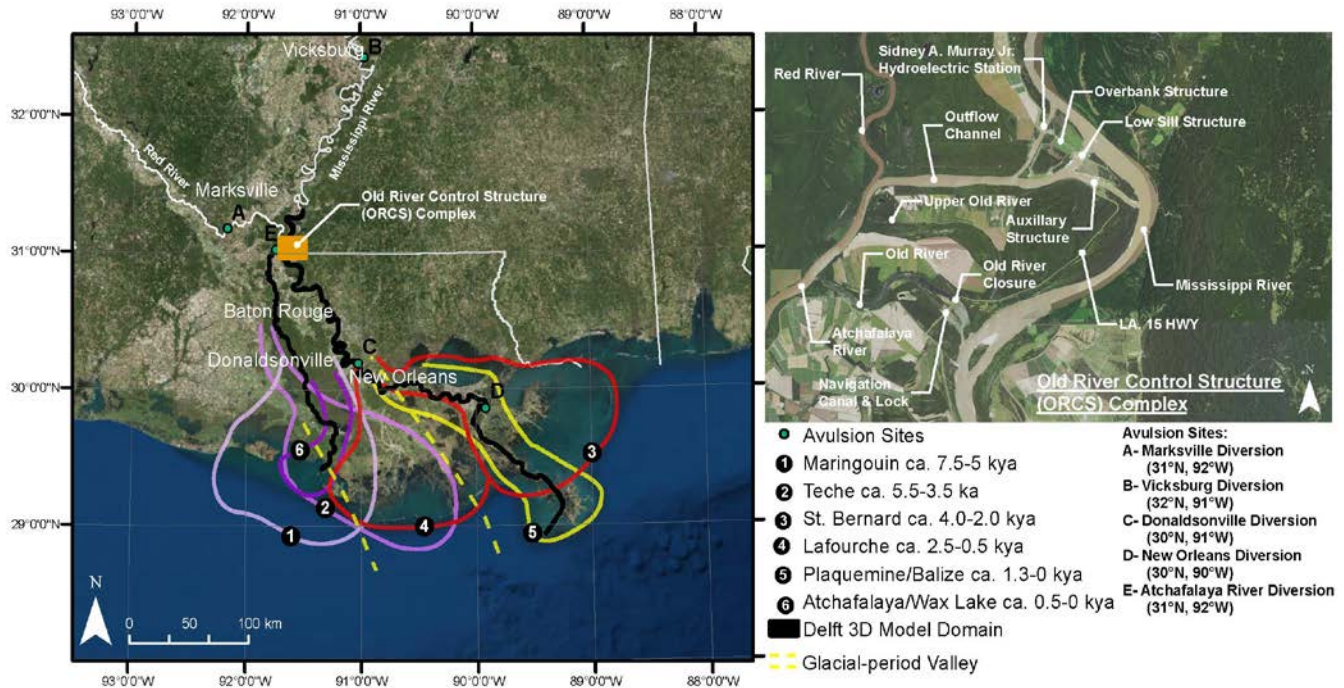 93°0'0"W 92°0'0"W 91°0'0"W 90°0'0"W 89°0'0"W 88°0'0"W
32°0'0"N
31°0'0"N
30°0'0"N
29°0'0"N
Vicksburg
B
Mississippi River
Red River
Marksville
A
E
Old River Control Structure
(ORCS) Complex
Baton Rouge
Donaldsonville
C
New Orleans
D
6
3
2
4
5
1
N
0 50 100 km
93°0'0"W 92°0'0"W 91°0'0"W 90°0'0"W 89°0'0"W 88°0'0"W
Sidney A. Murray Jr.
Hydroelectric Station
Red River
Overbank Structure
Outflow
Channel
Low Sill Structure
Upper Old River
Auxillary
Structure
Old River
Old River
Closure
Mississippi River
Atchafalaya
River
LA. 15 HWY
Navigation
Canal & Lock
Old River Control Structure
(ORCS) Complex
N
Avulsion Sites
1 Maringouin ca. 7.5-5 kya
2 Teche ca. 5.5-3.5 ka
3 St. Bernard ca. 4.0-2.0 kya
4 Lafourche ca. 2.5-0.5 kya
5 Plaquemine/Balize ca. 1.3-0 kya
6 Atchafalaya/Wax Lake ca. 0.5-0 kya
Delft 3D Model Domain
Glacial-period Valley
Avulsion Sites:
A- Marksville Diversion
(31°N, 92°W)
B- Vicksburg Diversion
(32°N, 91°W)
C- Donaldsonville Diversion
(30°N, 91°W)
D- New Orleans Diversion
(30°N, 90°W)
E- Atchafalaya River Diversion
(31°N, 92°W)